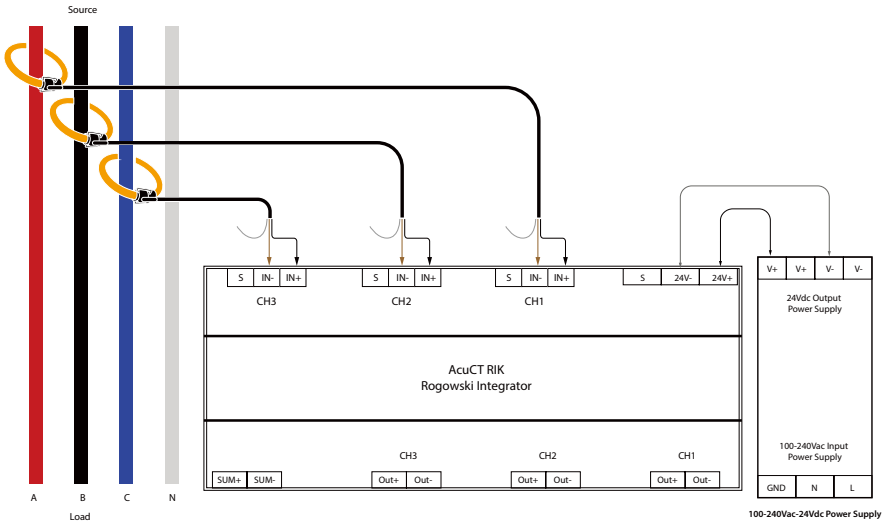 Source
V+ V+ V- V-
S IN- IN+ S IN- IN+ S IN- IN+ S 24V- 24V+
CH3 CH2 CH1
24Vdc Output
Power Supply
AcuCT RIK
Rogowski Integrator
100-240Vac Input
Power Supply
CH3 CH2 CH1
SUM+ SUM- Out+ Out- Out+ Out- Out+ Out-
GND N L
A B C N
100-240Vac-24Vdc Power Supply
Load